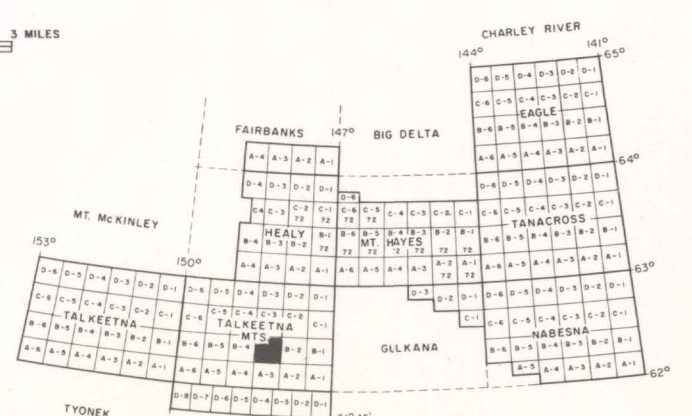 3 MILES
CHARLEY RIVER
144° 141°
65°
D-6 D-5 D-4 D-3 D-2 D-1
C-6 C-5 C-4 C-3 C-2 C-1
EAGLE
B-6 B-5 B-4 B-3 B-2 B-1
A-6 A-5 A-4 A-3 A-2 A-1
64°
FAIRBANKS 147° BIG DELTA
A-4 A-3 A-2 A-1
D-4 D-3 D-2 D-1 D-6
C4 C-3 C-2 C-1 C-6 C-5 C-4 C-3 C-2 C-1
72 72 72 72
HEALY
B-4 B-3 B-2 B-1
72
MT. HAYES
B-6 B-5 B-4 B-3 B-2 B-1
72 72 72 72 72 72
A-4 A-3 A-2 A-1 A-6 A-5 A-4 A-3 A-2 A-1
72 72
D-6 D-5 D-4 D-3 D-2 D-1
C-6 C-5 C-4 C-3 C-2 C-1
TANACROSS
B-6 B-5 B-4 B-3 B-2 B-1
A-6 A-5 A-4 A-3 A-2 A-1
63°
MT. McKINLEY
153° 150°
D-6 D-5 D-4 D-3 D-2 D-1
C-6 C-5 C-4 C-3 C-2 C-1
TALKEETNA
B-6 B-5 B-4 B-3 B-2 B-1
A-6 A-5 A-4 A-3 A-2 A-1
D-6 D-5 D-4 D-3 D-2 D-1
C-6 C-5 C-4 C-3 C-2 C-1
TALKEETNA
MTS.
B-6 B-5 B-4 B-2 B-1
A-6 A-5 A-4 A-3 A-2 A-1
D-8 D-7 D-6 D-5 D-4 D-3 D-2 D-1
D-3 D-2 D-1
C-1
GULKANA
D-6 D-5 D-4 D-3 D-2 D-1
C-6 C-5 C-4 C-3 C-2 C-1
NABESNA
B-6 B-5 B-4 B-3 B-2 B-1
A-5 A-4 A-3 A-2 A-1
62°
TYONEK